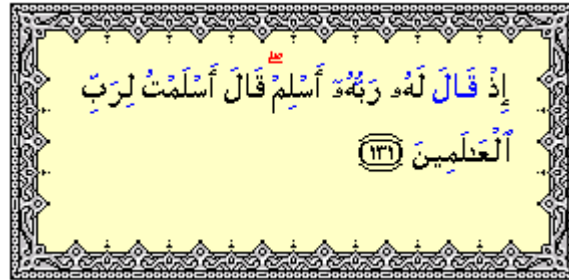 إِذْ قَالَ لَهُۥ رَبُّهُۥٓ أَسْلِمْ ۖ قَالَ أَسْلَمْتُ لِرَبِّ
ٱلْعَـٰلَمِينَ ١٣١